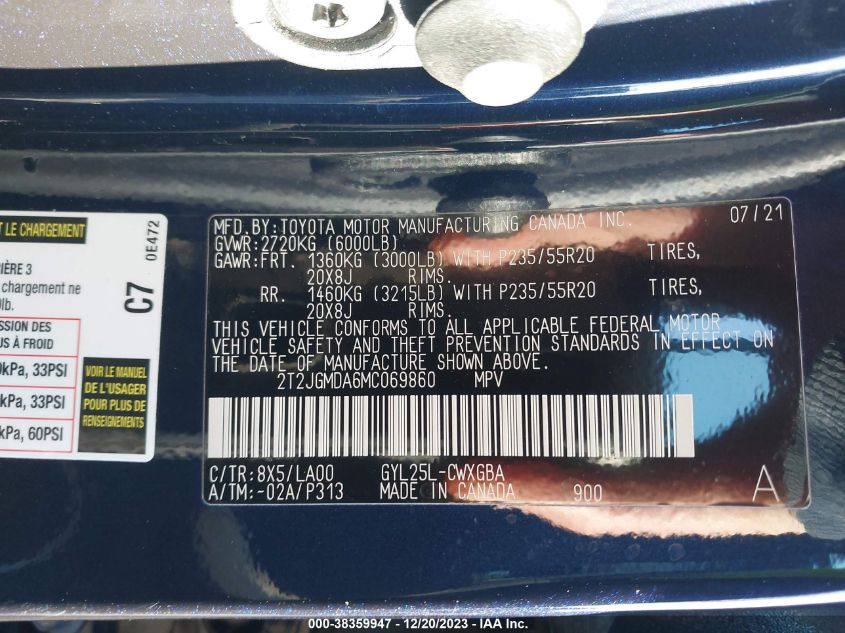 ET LE CHARGEMENT
0E472
IÈRE 3
chargement ne
0lb.
C7
SSION DES
US À FROID
0kPa, 33PSI
kPa, 33PSI
kPa, 60PSI
VOIR LE MANUEL
DE L'USAGER
POUR PLUS DE
RENSEIGNEMENTS
MFD.BY:TOYOTA MOTOR MANUFACTURING CANADA INC. 07/21
GVWR:2720KG (6000LB)
GAWR:FRT. 1360KG (3000LB) WITH P235/55R20 TIRES,
20X8J RIMS.
RR. 1460KG (3215LB) WITH P235/55R20 TIRES,
20X8J RIMS.
THIS VEHICLE CONFORMS TO ALL APPLICABLE FEDERAL MOTOR
VEHICLE SAFETY AND THEFT PREVENTION STANDARDS IN EFFECT ON
THE DATE OF MANUFACTURE SHOWN ABOVE.
2T2JGMDA6MC069860 MPV
C/TR:8X5/LA00 GYL25L-CWXGBA
A/TM:-02A/P313 MADE IN CANADA 900 A
000-38359947 - 12/20/2023 - IAA Inc.